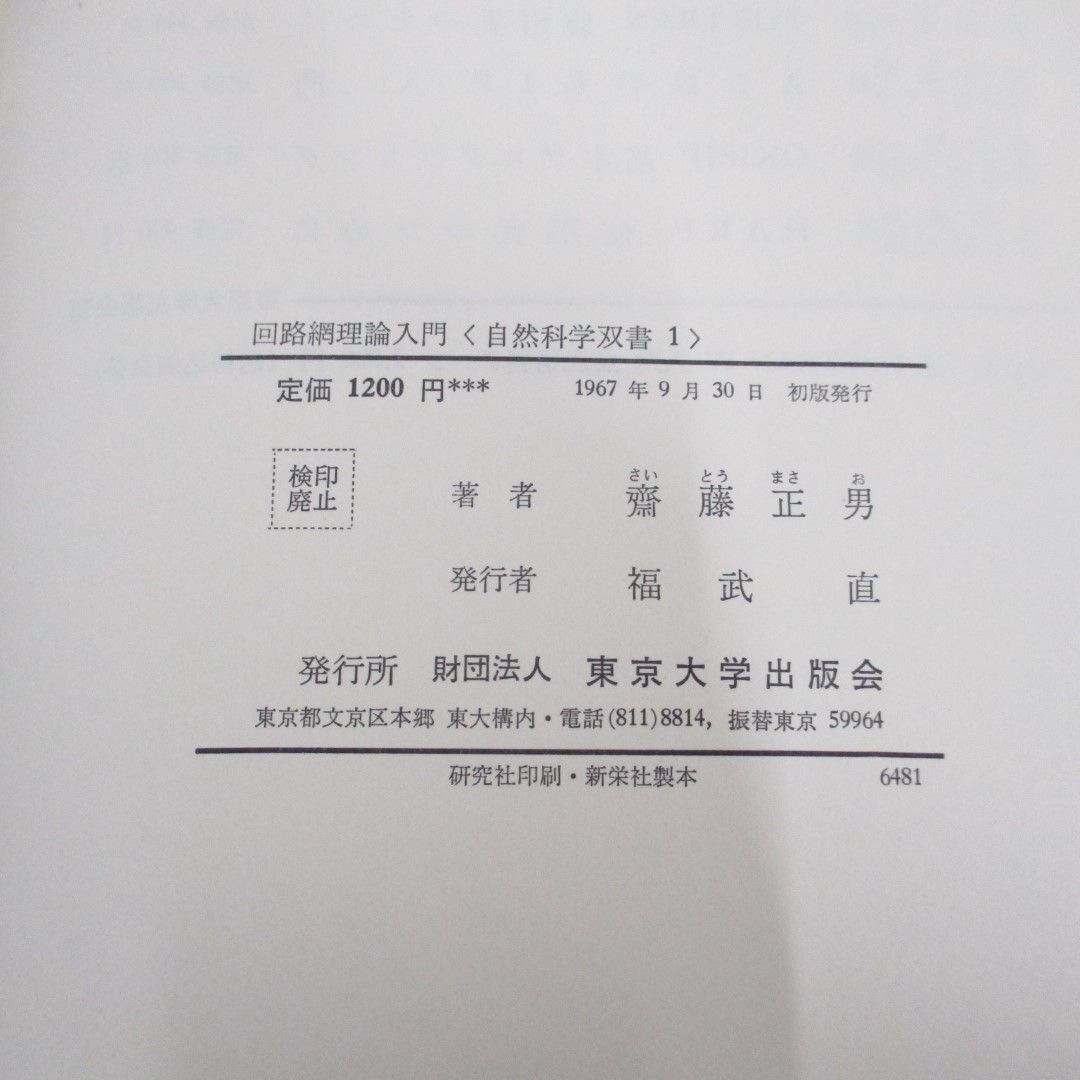 回路網理論入門〈自然科学双書 1〉
定価 1200 円*** 1967 年 9 月 30 日 初版発行
検印
廃止
さい とう まさ お
著者 齋藤正男
発行者 福武直
発行所 財団法人 東京大学出版会
東京都文京区本郷 東大構内・電話(811)8814, 振替東京 59964
研究社印刷・新栄社製本 6481